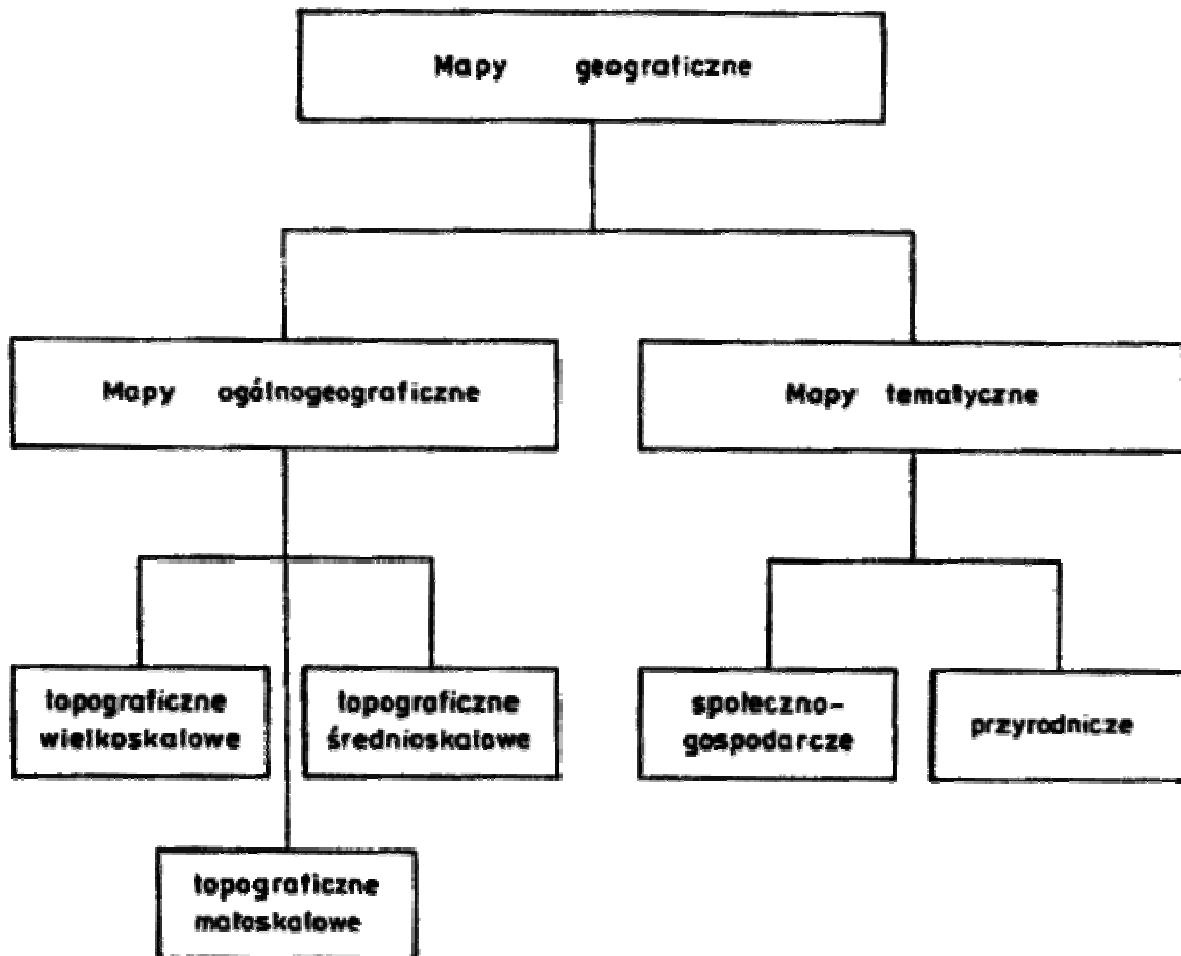 Mapy geograficzne
Mapy ogólnogeograficzne
Mapy tematyczne
topograficzne
wielkoskalowe
topograficzne
średnioskalowe
społeczno-
gospodarcze
przyrodnicze
topograficzne
małoskalowe